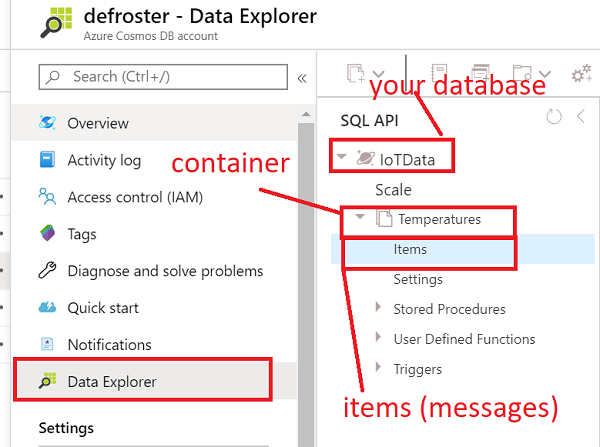 defroster - Data Explorer
Azure Cosmos DB account
Search (Ctrl+/)
«
Overview
Activity log
Access control (IAM)
Tags
Diagnose and solve problems
Quick start
Notifications
Data Explorer
Settings
your database
SQL API
container
IoTData
Scale
Temperatures
Items
Settings
Stored Procedures
User Defined Functions
Triggers
items (messages)